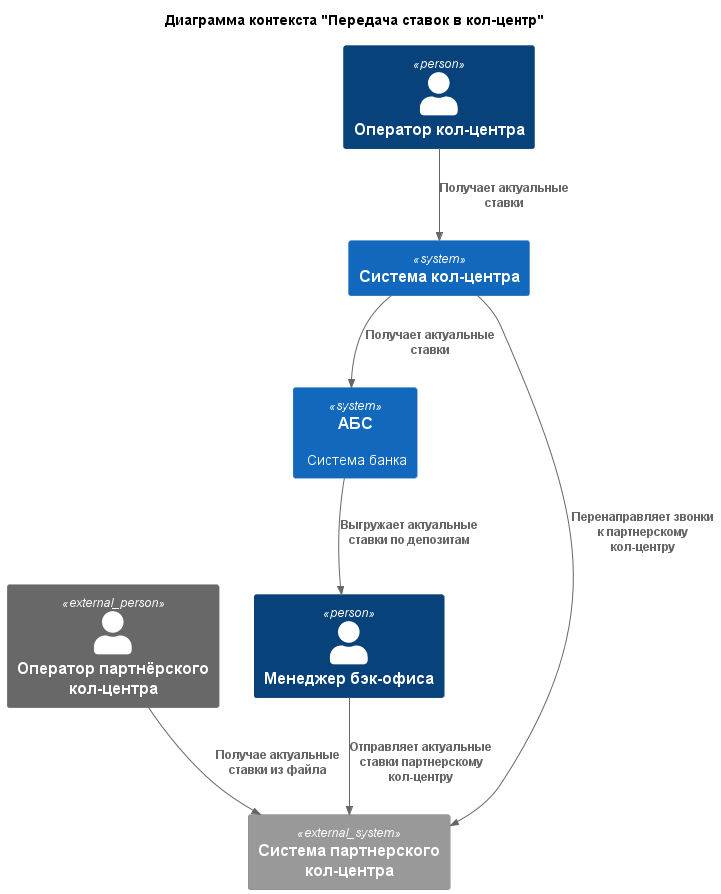 Диаграмма контекста "Передача ставок в кол-центр"
«person»
Оператор кол-центра
Получает актуальные
ставки
«system»
Система кол-центра
Получает актуальные
ставки
«system»
АБС
Система банка
Перенаправляет звонки
к партнерскому
кол-центру
Выгружает актуальные
ставки по депозитам
«external_person»
Оператор партнёрского
кол-центра
«person»
Менеджер бэк-офиса
Получае актуальные
ставки из файла
Отправляет актуальные
ставки партнерскому
кол-центру
«external_system»
Система партнерского
кол-центра